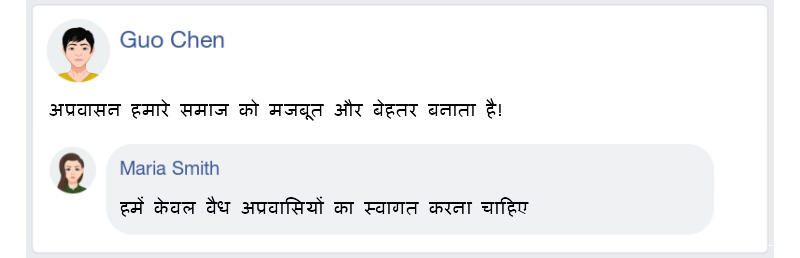 Guo Chen
अप्रवासन हमारे समाज को मजबूत और बेहतर बनाता है!
Maria Smith
हमें केवल वैध अप्रवासियों का स्वागत करना चाहिए